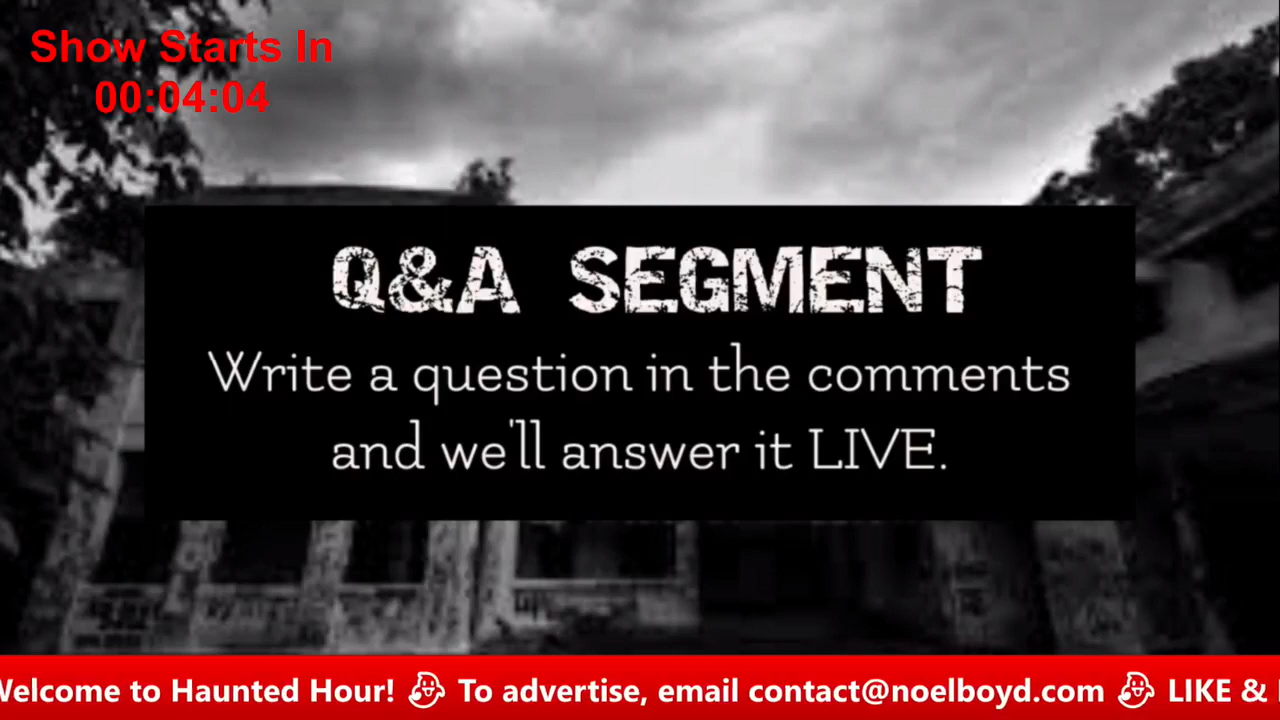 Show Starts In
00:04:04
Q&A SEGMENT
Write a question in the comments
and we'll answer it LIVE.
Welcome to Haunted Hour! To advertise, email contact@noelboyd.com LIKE &